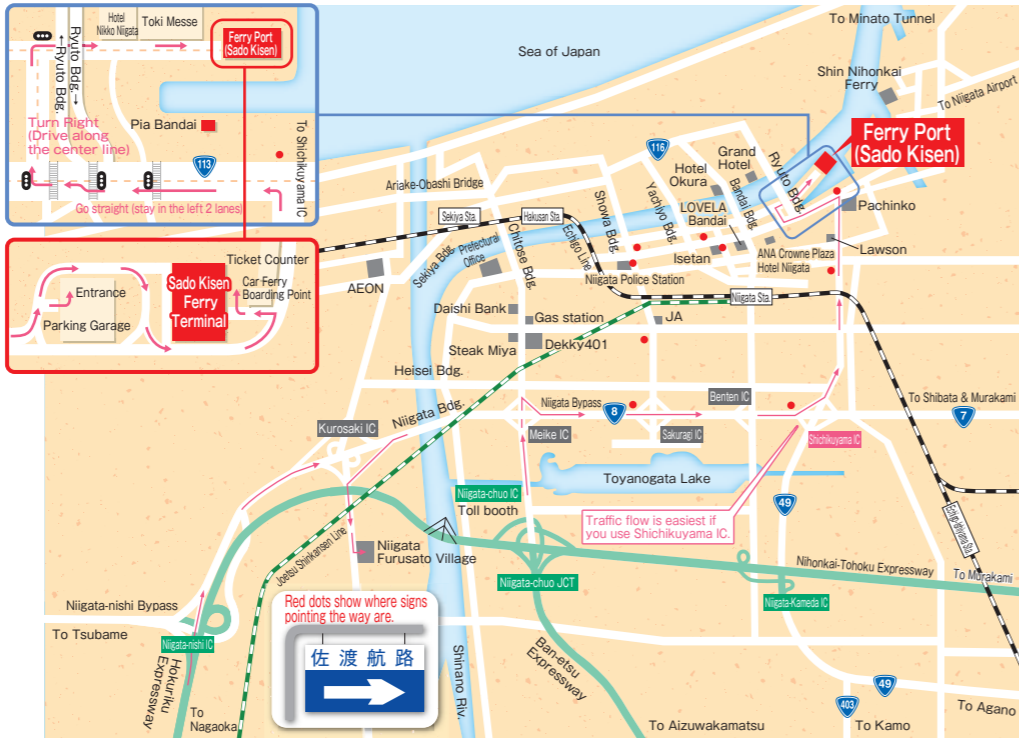 Hotel
Nikko Niigata
Toki Messe
Ferry Port
(Sado Kisen)
←Ryuto Bdg.
Ryuto Bdg.→
Pia Bandai
Turn Right
(Drive along
the center line)
113
Go straight (stay in the left 2 lanes)
To Shichikuyama IC
Ticket Counter
Car Ferry
Boarding Point
Sado Kisen
Ferry
Terminal
Entrance
Parking Garage
Sea of Japan
To Minato Tunnel
Shin Nihonkai
Ferry
To Niigata Airport
Ferry Port
(Sado Kisen)
116
Grand
Hotel
Hotel
Okura
Ryuto Bdg.
Bandai Bdg.
LOVELA
Bandai
Yachiyo Bdg.
Showa Bdg.
Pachinko
Lawson
ANA Crowne Plaza
Hotel Niigata
Isetan
Niigata Police Station
Ariake-Obashi Bridge
Sekiya Sta.
Hakusan Sta.
Echigo Line
Chitose Bdg.
Prefectural
Office
Sekiya Bdg.
AEON
Niigata Sta.
Daishi Bank
Gas station
JA
Steak Miya
Dekky401
Heisei Bdg.
Niigata Bdg.
Niigata Bypass
8
Benten IC
To Shibata & Murakami
7
Kurosaki IC
Meike IC
Sakuragi IC
Shichikuyama IC
Toyanogata Lake
Niigata-chuo IC
Toll booth
49
Traffic flow is easiest if
you use Shichikuyama IC.
Echigo-ishiyama Sta.
Joetsu Shinkansen Line
Niigata
Furusato Village
Niigata-chuo JCT
Nihonkai-Tohoku Expressway
To Murakami
Niigata-Kameda IC
Niigata-nishi Bypass
To Tsubame
Niigata-nishi IC
Hokuriku
Expressway
To
Nagaoka
Red dots show where signs
pointing the way are.
佐渡航路
Shinano Riv.
Ban-etsu
Expressway
To Aizuwakamatsu
403
To Kamo
49
To Agano